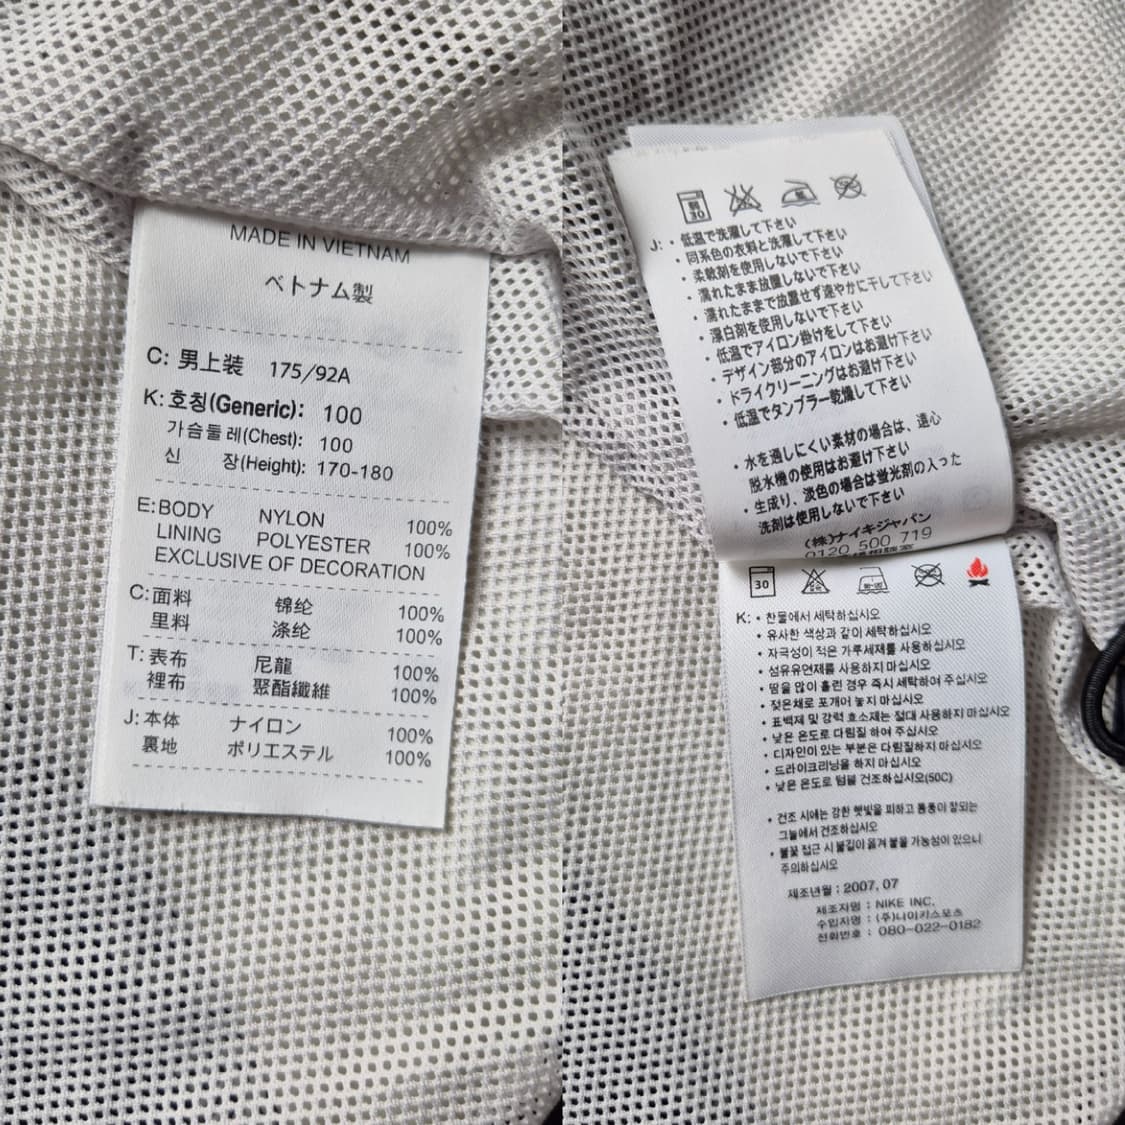 MADE IN VIETNAM
ベトナム製
C: 男上装 175/92A
K: 호칭(Generic): 100
가슴둘레(Chest): 100
신 장(Height): 170-180
E: BODY NYLON 100%
LINING POLYESTER 100%
EXCLUSIVE OF DECORATION
C: 面料 锦纶 100%
里料 涤纶 100%
T: 表布 尼龍 100%
裡布 聚酯纖維 100%
J: 本体 ナイロン 100%
裏地 ポリエステル 100%
30
J: ・低温で洗濯して下さい
・同系色の衣料と洗濯して下さい
・柔軟剤を使用しないで下さい
・濡れたまま放置しないで下さい
・濡れたままで放置せず速やかに干して下さい
・漂白剤を使用しないで下さい
・低温でアイロン掛けをして下さい
・デザイン部分のアイロンはお避け下さい
・ドライクリーニングはお避け下さい
・低温でタンブラー乾燥して下さい
・水を通しにくい素材の場合は、遠心
脱水機の使用はお避け下さい
・生成り、淡色の場合は蛍光剤の入った
洗剤は使用しないで下さい
(株)ナイキジャパン
0120 500 719
30
K: • 찬물에서 세탁하십시오
• 유사한 색상과 같이 세탁하십시오
• 자극성이 적은 가루세제를 사용하십시오
• 섬유유연제를 사용하지 마십시오
• 땀을 많이 흘린 경우 즉시 세탁하여 주십시오
• 젖은채로 포개어 놓지 마십시오
• 표백제 및 강력 효소제는 절대 사용하지 마십시오
• 낮은 온도로 다림질 하여 주십시오
• 디자인이 있는 부분은 다림질하지 마십시오
• 드라이크리닝을 하지 마십시오
• 낮은 온도로 텀블 건조하십시오(50C)
• 건조 시에는 강한 햇빛을 피하고 통풍이 잘되는
그늘에서 건조하십시오
• 불꽃 접근 시 불길이 옮겨 붙을 가능성이 있으니
주의하십시오
제조년월 : 2007. 07
제조자명 : NIKE INC.
수입자명 : (주)나이키스포츠
전화번호 : 080-022-0182